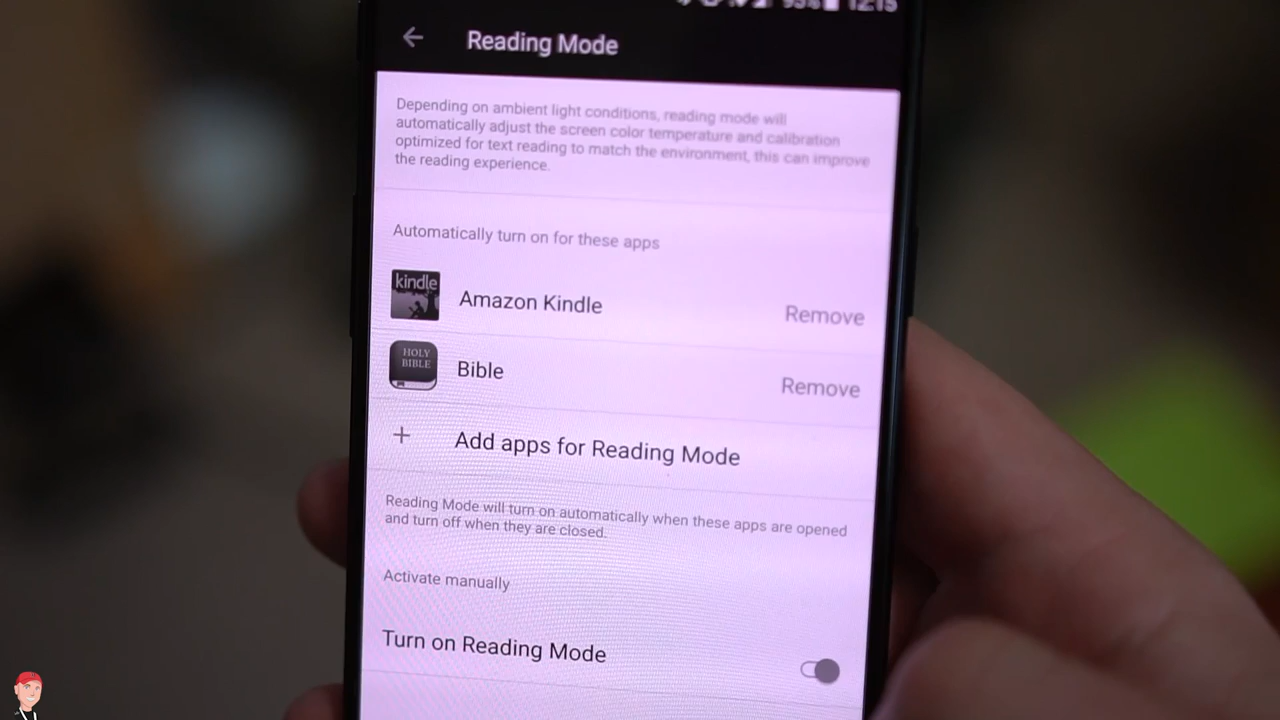 93% 12:15
Reading Mode
Depending on ambient light conditions, reading mode will
automatically adjust the screen color temperature and calibration
optimized for text reading to match the environment, this can improve
the reading experience.
Automatically turn on for these apps
kindle
Amazon Kindle
Remove
HOLY
BIBLE
Bible
Remove
+ Add apps for Reading Mode
Reading Mode will turn on automatically when these apps are opened
and turn off when they are closed.
Activate manually
Turn on Reading Mode